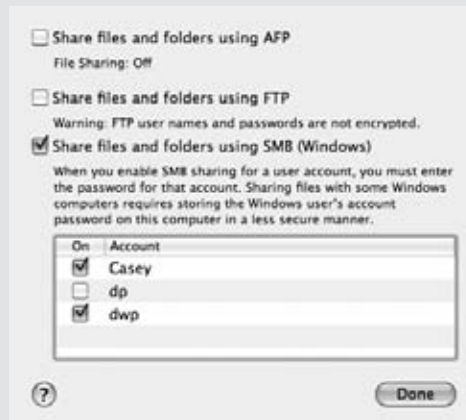 Share files and folders using AFP
File Sharing: Off
Share files and folders using FTP
Warning: FTP user names and passwords are not encrypted.
Share files and folders using SMB (Windows)
When you enable SMB sharing for a user account, you must enter
the password for that account. Sharing files with some Windows
computers requires storing the Windows user's account
password on this computer in a less secure manner.
On Account
Casey
dp
dwp
? Done